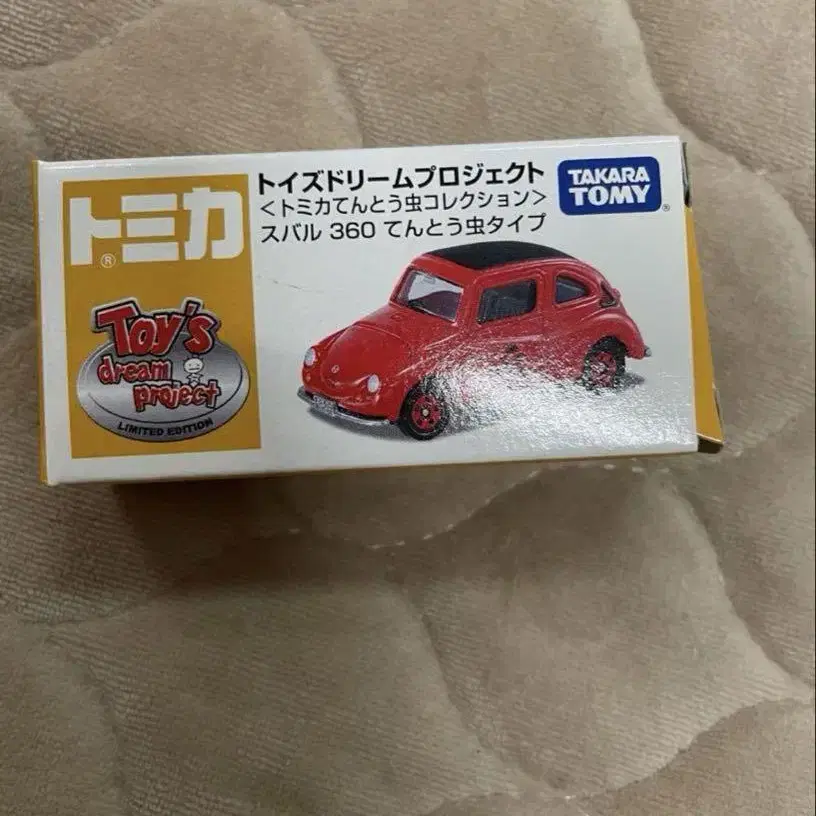 トミカ
®
Toy's
dream
project
LIMITED EDITION
トイズドリームプロジェクト
<トミカてんとう虫コレクション>
スバル 360 てんとう虫タイプ
TAKARA
TOMY
®